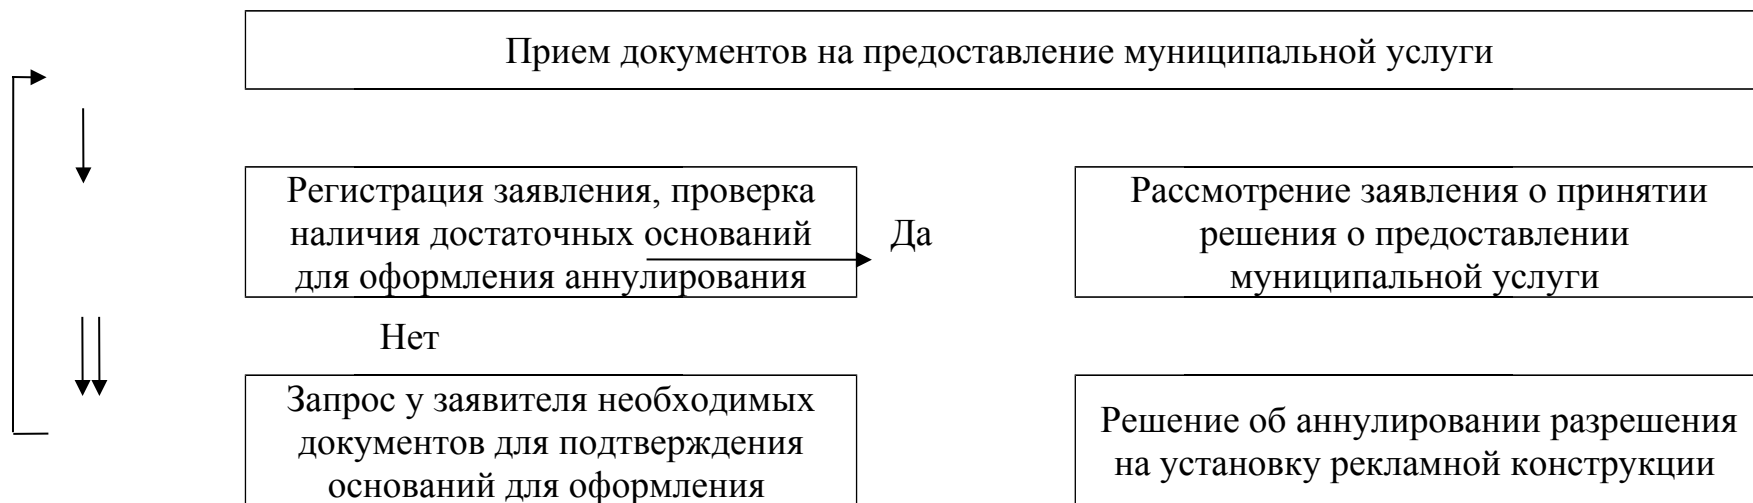 Прием документов на предоставление муниципальной услуги
Регистрация заявления, проверка
наличия достаточных оснований
для оформления аннулирования
Да
Рассмотрение заявления о принятии
решения о предоставлении
муниципальной услуги
Нет
Запрос у заявителя необходимых
документов для подтверждения
оснований для оформления
Решение об аннулировании разрешения
на установку рекламной конструкции